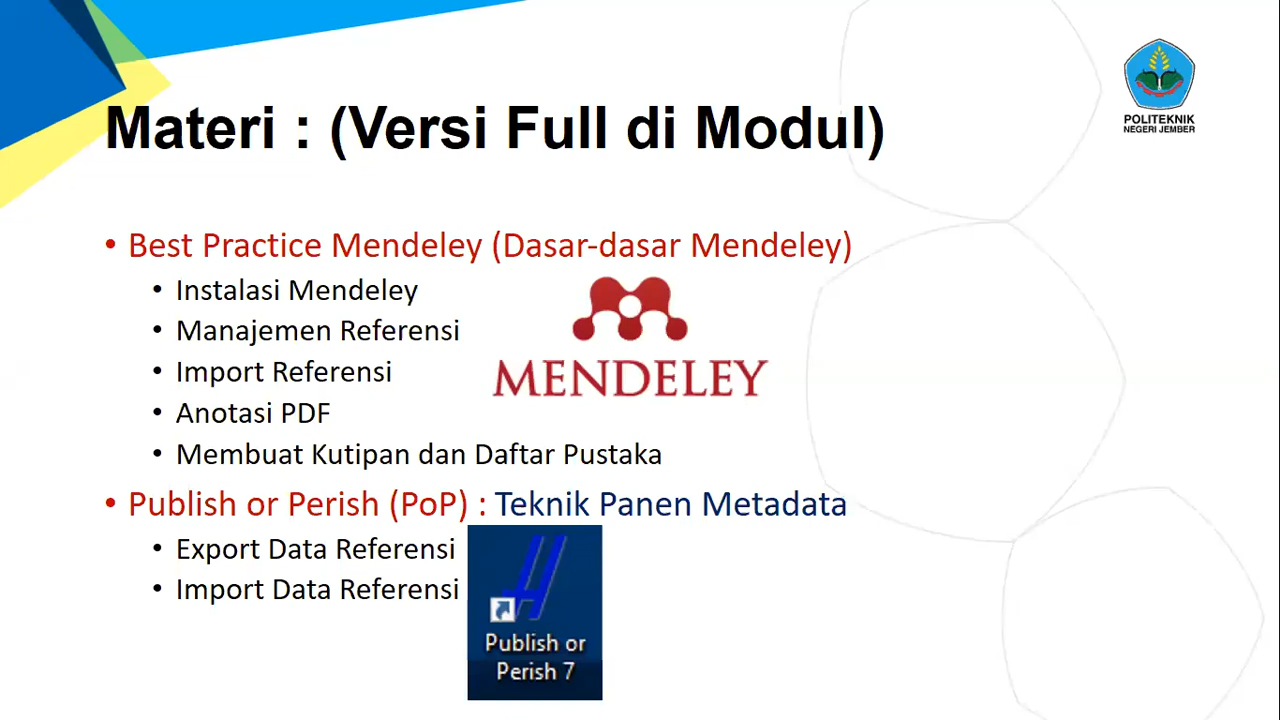 POLITEKNIK
NEGERI JEMBER
Materi : (Versi Full di Modul)
• Best Practice Mendeley (Dasar-dasar Mendeley)
• Instalasi Mendeley
• Manajemen Referensi
• Import Referensi
• Anotasi PDF
• Membuat Kutipan dan Daftar Pustaka
MENDELEY
• Publish or Perish (PoP) : Teknik Panen Metadata
• Export Data Referensi
• Import Data Referensi
Publish or
Perish 7